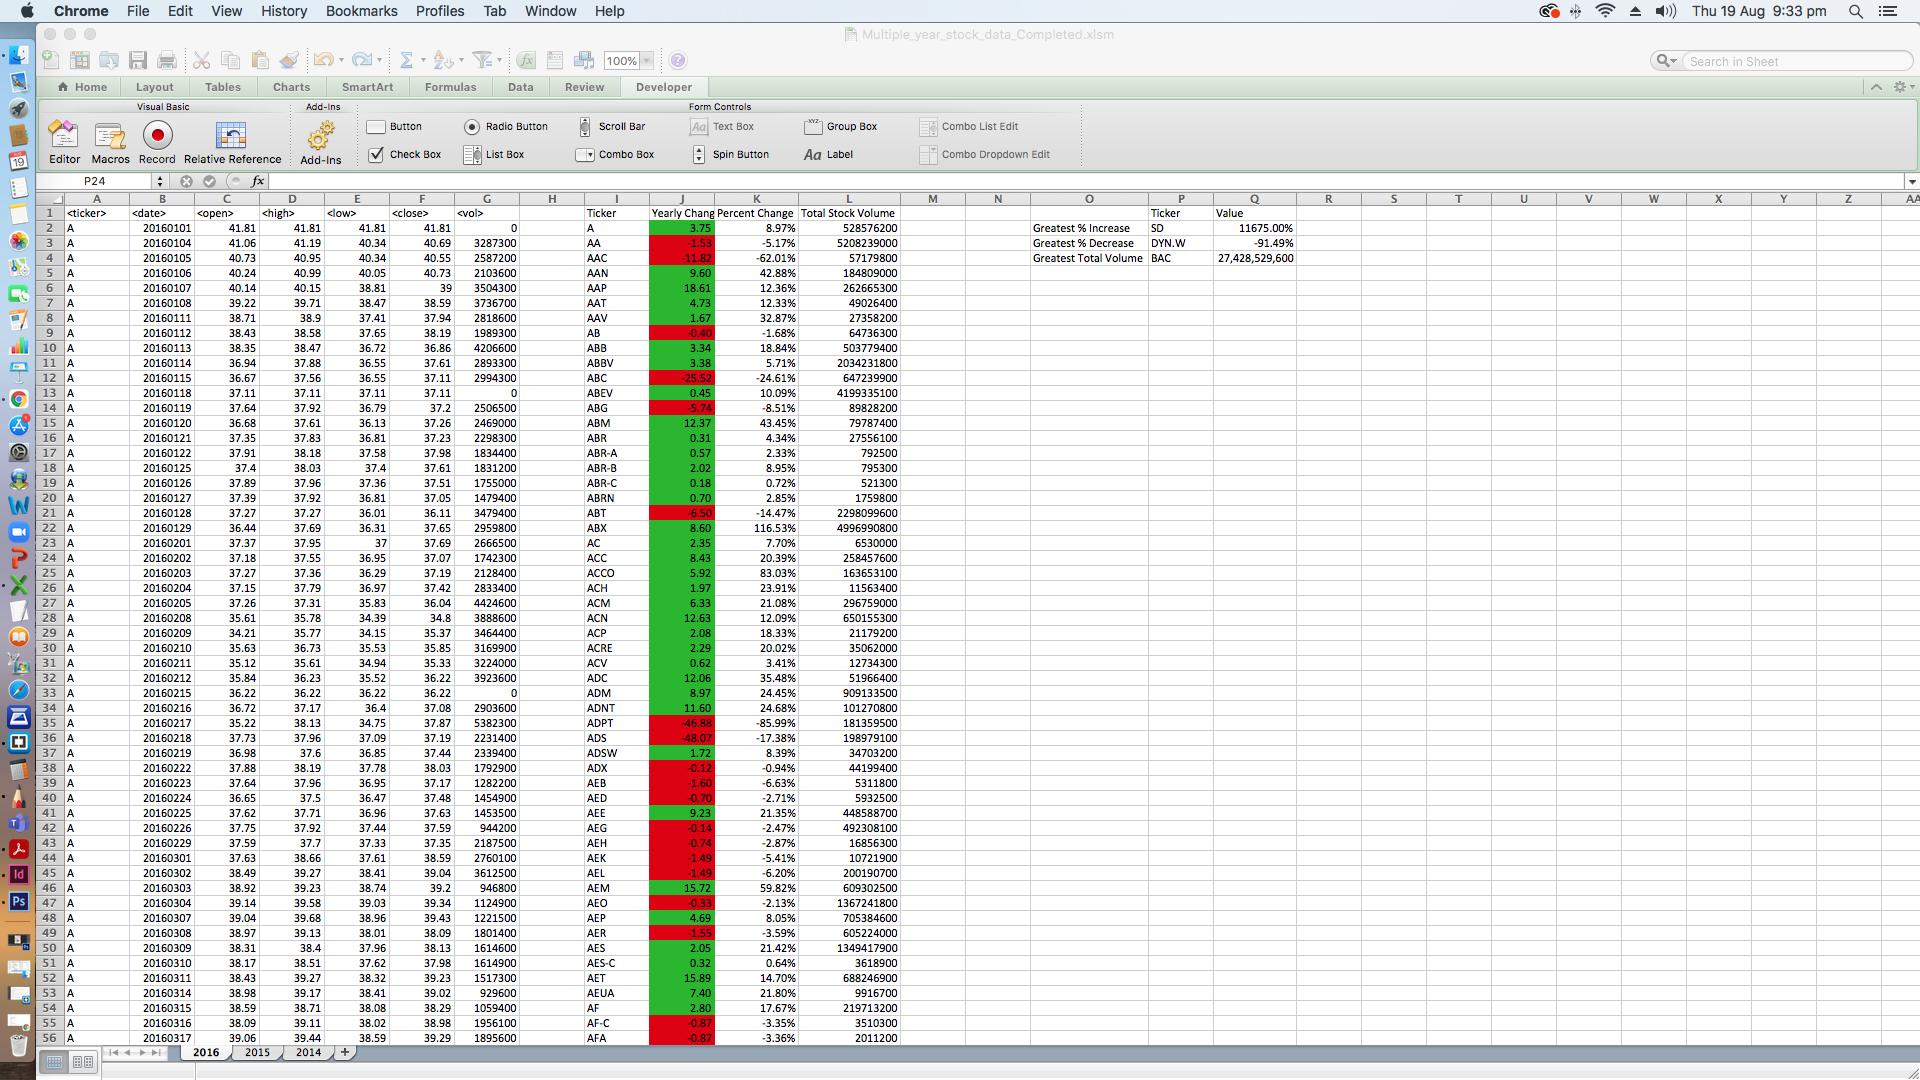 Chrome File Edit View History Bookmarks Profiles Tab Window Help Thu 19 Aug 9:33 pm
Multiple_year_stock_data_Completed.xlsm
100% Search in Sheet
Home Layout Tables Charts SmartArt Formulas Data Review Developer
Visual Basic Add-Ins Form Controls
Button Radio Button Scroll Bar Text Box Group Box Combo List Edit
Editor Macros Record Relative Reference Add-Ins Check Box List Box Combo Box Spin Button Label Combo Dropdown Edit
P24 fx
A B C D E F G H I J K L M N O P Q R S T U V W X Y Z AA
1 <ticker> <date> <open> <high> <low> <close> <vol> Ticker Yearly Chang Percent Change Total Stock Volume Ticker Value
2 A 20160101 41.81 41.81 41.81 41.81 0 A 3.75 8.97% 528576200 Greatest % Increase SD 11675.00%
3 A 20160104 41.06 41.19 40.34 40.69 3287300 AA -1.53 -5.17% 5208239000 Greatest % Decrease DYN.W -91.49%
4 A 20160105 40.73 40.95 40.34 40.55 2587200 AAC -11.82 -62.01% 57179800 Greatest Total Volume BAC 27,428,529,600
5 A 20160106 40.24 40.99 40.05 40.73 2103600 AAN 9.60 42.88% 184809000
6 A 20160107 40.14 40.15 38.81 39 3504300 AAP 18.61 12.36% 262665300
7 A 20160108 39.22 39.71 38.47 38.59 3736700 AAT 4.73 12.33% 49026400
8 A 20160111 38.71 38.9 37.41 37.94 2818600 AAV 1.67 32.87% 27358200
9 A 20160112 38.43 38.58 37.65 38.19 1989300 AB -0.40 -1.68% 64736300
10 A 20160113 38.35 38.47 36.72 36.86 4206600 ABB 3.34 18.84% 503779400
11 A 20160114 36.94 37.88 36.55 37.61 2893300 ABBV 3.38 5.71% 2034231800
12 A 20160115 36.67 37.56 36.55 37.11 2994300 ABC -25.52 -24.61% 647239900
13 A 20160118 37.11 37.11 37.11 37.11 0 ABEV 0.45 10.09% 4199335100
14 A 20160119 37.64 37.92 36.79 37.2 2506500 ABG -5.74 -8.51% 89828200
15 A 20160120 36.68 37.61 36.13 37.26 2469000 ABM 12.37 43.45% 79787400
16 A 20160121 37.35 37.83 36.81 37.23 2298300 ABR 0.31 4.34% 27556100
17 A 20160122 37.91 38.18 37.58 37.98 1834400 ABR-A 0.57 2.33% 792500
18 A 20160125 37.4 38.03 37.4 37.61 1831200 ABR-B 2.02 8.95% 795300
19 A 20160126 37.89 37.96 37.36 37.51 1755000 ABR-C 0.18 0.72% 521300
20 A 20160127 37.39 37.92 36.81 37.05 1479400 ABRN 0.70 2.85% 1759800
21 A 20160128 37.27 37.27 36.01 36.11 3479400 ABT -6.50 -14.47% 2298099600
22 A 20160129 36.44 37.69 36.31 37.65 2959800 ABX 8.60 116.53% 4996990800
23 A 20160201 37.37 37.95 37 37.69 2666500 AC 2.35 7.70% 6530000
24 A 20160202 37.18 37.55 36.95 37.07 1742300 ACC 8.43 20.39% 258457600
25 A 20160203 37.27 37.36 36.29 37.19 2128400 ACCO 5.92 83.03% 163653100
26 A 20160204 37.15 37.79 36.97 37.42 2833400 ACH 1.97 23.91% 11563400
27 A 20160205 37.26 37.31 35.83 36.04 4424600 ACM 6.33 21.08% 296759000
28 A 20160208 35.61 35.78 34.39 34.8 3888600 ACN 12.63 12.09% 650155300
29 A 20160209 34.21 35.77 34.15 35.37 3464400 ACP 2.08 18.33% 21179200
30 A 20160210 35.63 36.73 35.53 35.85 3169900 ACRE 2.29 20.02% 35062000
31 A 20160211 35.12 35.61 34.94 35.33 3224000 ACV 0.62 3.41% 12734300
32 A 20160212 35.84 36.23 35.52 36.22 3923600 ADC 12.06 35.48% 51966400
33 A 20160215 36.22 36.22 36.22 36.22 0 ADM 8.97 24.45% 909133500
34 A 20160216 36.72 37.17 36.4 37.08 2903600 ADNT 11.60 24.68% 101270800
35 A 20160217 35.22 38.13 34.75 37.87 5382300 ADPT -46.88 -85.99% 181359500
36 A 20160218 37.73 37.96 37.09 37.19 2231400 ADS -48.07 -17.38% 198979100
37 A 20160219 36.98 37.6 36.85 37.44 2339400 ADSW 1.72 8.39% 34703200
38 A 20160222 37.88 38.19 37.78 38.03 1792900 ADX -0.12 -0.94% 44199400
39 A 20160223 37.64 37.96 36.95 37.17 1282200 AEB -1.60 -6.63% 5311800
40 A 20160224 36.65 37.5 36.47 37.48 1454900 AED -0.70 -2.71% 5932500
41 A 20160225 37.62 37.71 36.96 37.63 1453500 AEE 9.23 21.35% 448588700
42 A 20160226 37.75 37.92 37.44 37.59 944200 AEG -0.14 -2.47% 492308100
43 A 20160229 37.59 37.7 37.33 37.35 2187500 AEH -0.74 -2.87% 16856300
44 A 20160301 37.63 38.66 37.61 38.59 2760100 AEK -1.49 -5.41% 10721900
45 A 20160302 38.49 39.27 38.41 39.04 3612500 AEL -1.49 -6.20% 200190700
46 A 20160303 38.92 39.23 38.74 39.2 946800 AEM 15.72 59.82% 609302500
47 A 20160304 39.14 39.58 39.03 39.34 1124900 AEO -0.33 -2.13% 1367241800
48 A 20160307 39.04 39.68 38.96 39.43 1221500 AEP 4.69 8.05% 705384600
49 A 20160308 38.97 39.13 38.01 38.09 1801400 AER -1.55 -3.59% 605224000
50 A 20160309 38.31 38.4 37.96 38.13 1614600 AES 2.05 21.42% 1349417900
51 A 20160310 38.17 38.51 37.62 37.98 1614900 AES-C 0.32 0.64% 3618900
52 A 20160311 38.43 39.27 38.32 39.23 1517300 AET 15.89 14.70% 688246900
53 A 20160314 38.98 39.17 38.41 39.02 929600 AEUA 7.40 21.80% 9916700
54 A 20160315 38.59 38.71 38.08 38.29 1059400 AF 2.80 17.67% 219713200
55 A 20160316 38.09 39.11 38.02 38.98 1956100 AF-C -0.87 -3.35% 3510300
56 A 20160317 39.06 39.44 38.59 39.29 1895600 AFA -0.87 -3.36% 2011200
2016 2015 2014 +